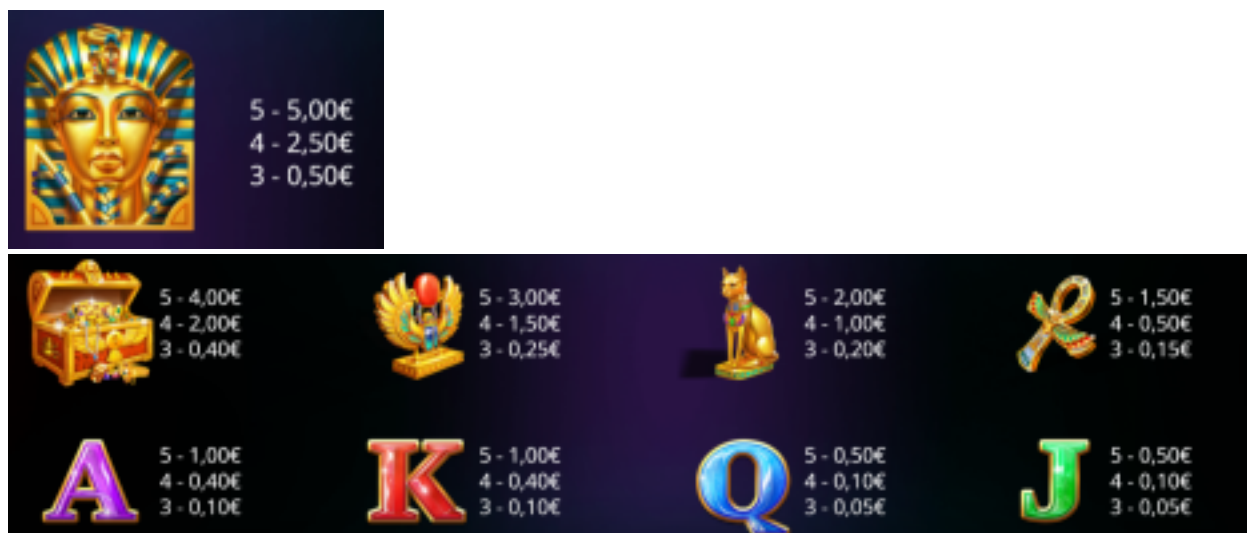 5 - 5,00€
4 - 2,50€
3 - 0,50€
5 - 4,00€
4 - 2,00€
3 - 0,40€
5 - 3,00€
4 - 1,50€
3 - 0,25€
5 - 2,00€
4 - 1,00€
3 - 0,20€
5 - 1,50€
4 - 0,50€
3 - 0,15€
A
5 - 1,00€
4 - 0,40€
3 - 0,10€
K
5 - 1,00€
4 - 0,40€
3 - 0,10€
Q
5 - 0,50€
4 - 0,10€
3 - 0,05€
J
5 - 0,50€
4 - 0,10€
3 - 0,05€